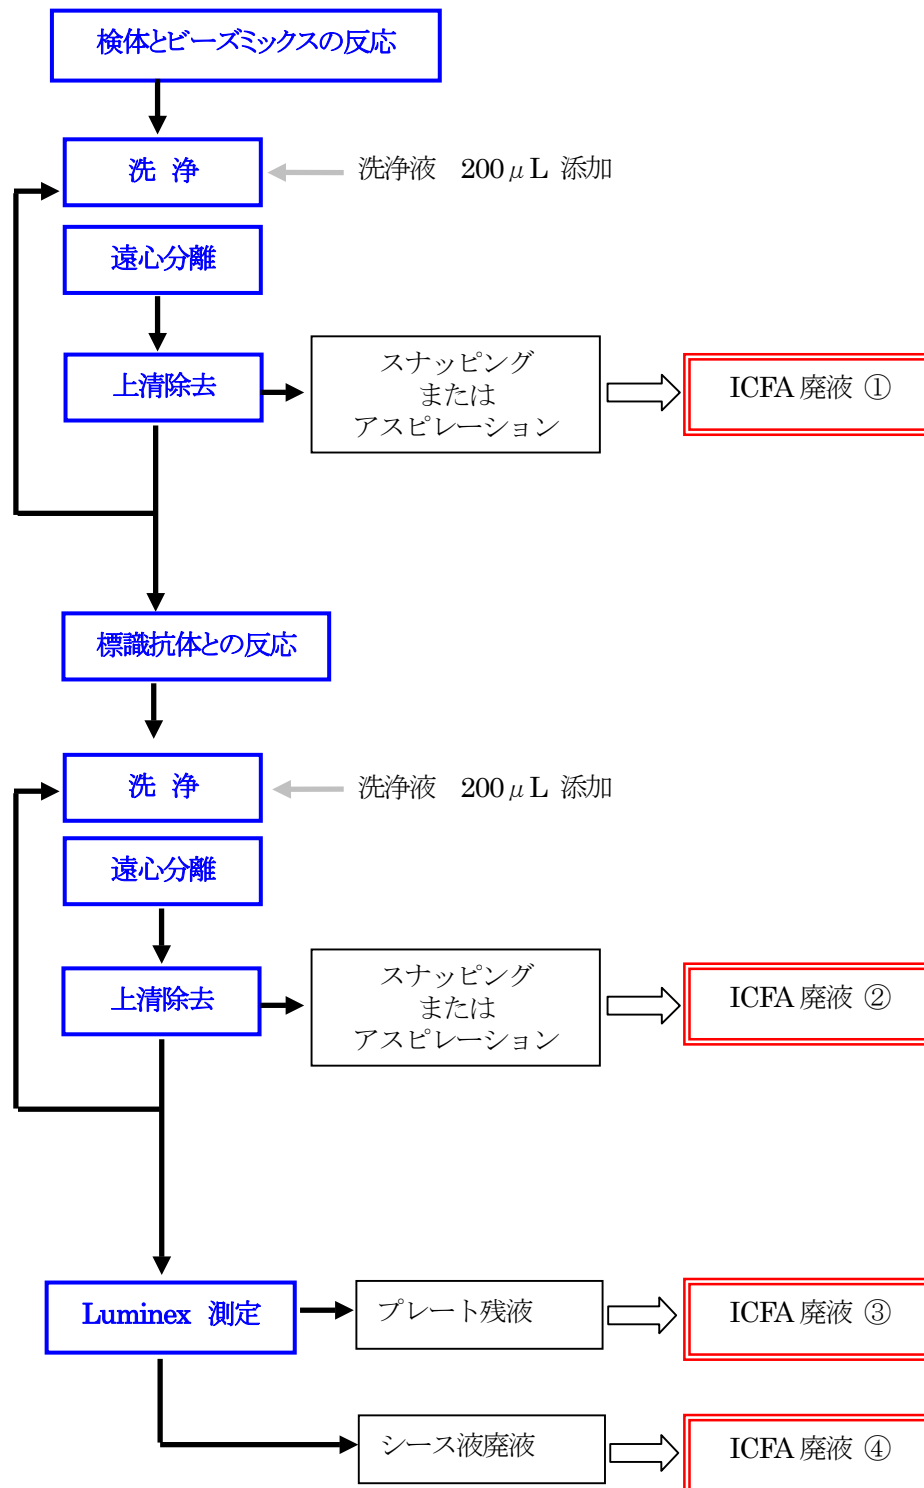 検体とビーズミックスの反応
洗 浄
洗浄液 200μL 添加
遠心分離
上清除去
スナッピング
または
アスピレーション
ICFA 廃液 ①
標識抗体との反応
洗 浄
洗浄液 200μL 添加
遠心分離
上清除去
スナッピング
または
アスピレーション
ICFA 廃液 ②
Luminex 測定
プレート残液
ICFA 廃液 ③
シース液廃液
ICFA 廃液 ④